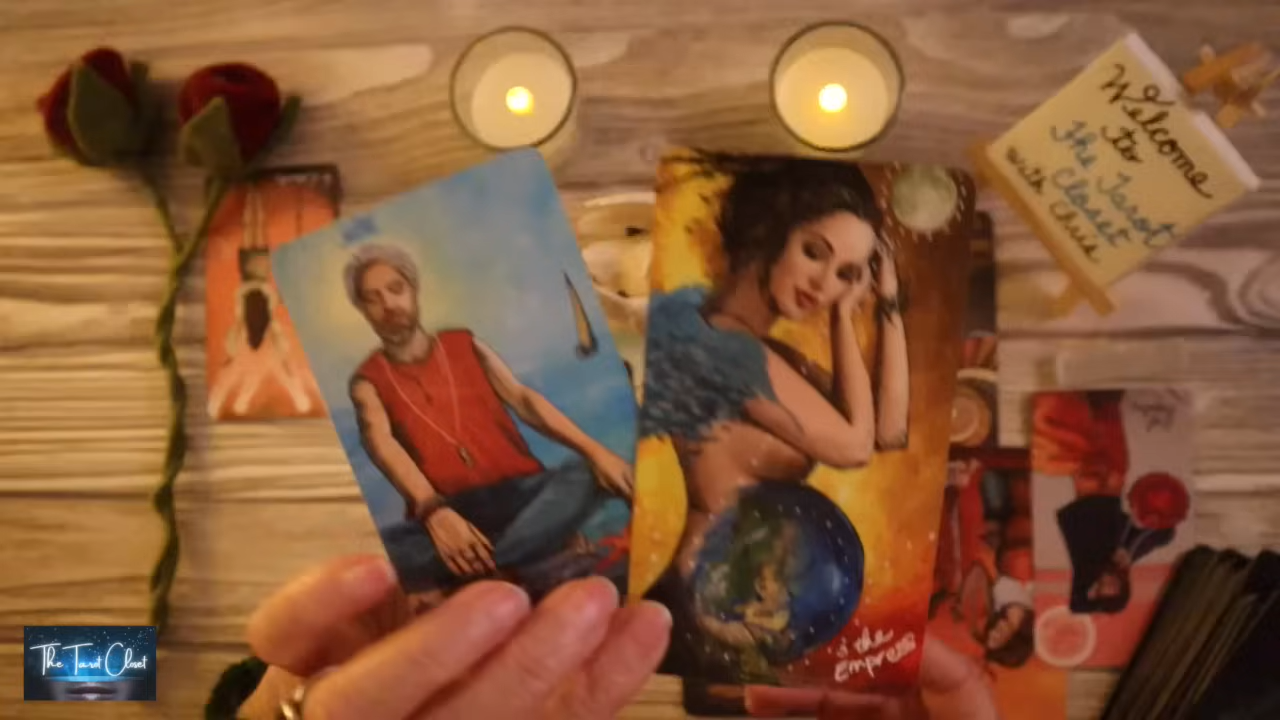 Welcome
to
The Tarot
Closet
with Chris
the
Empress
The Tarot Closet